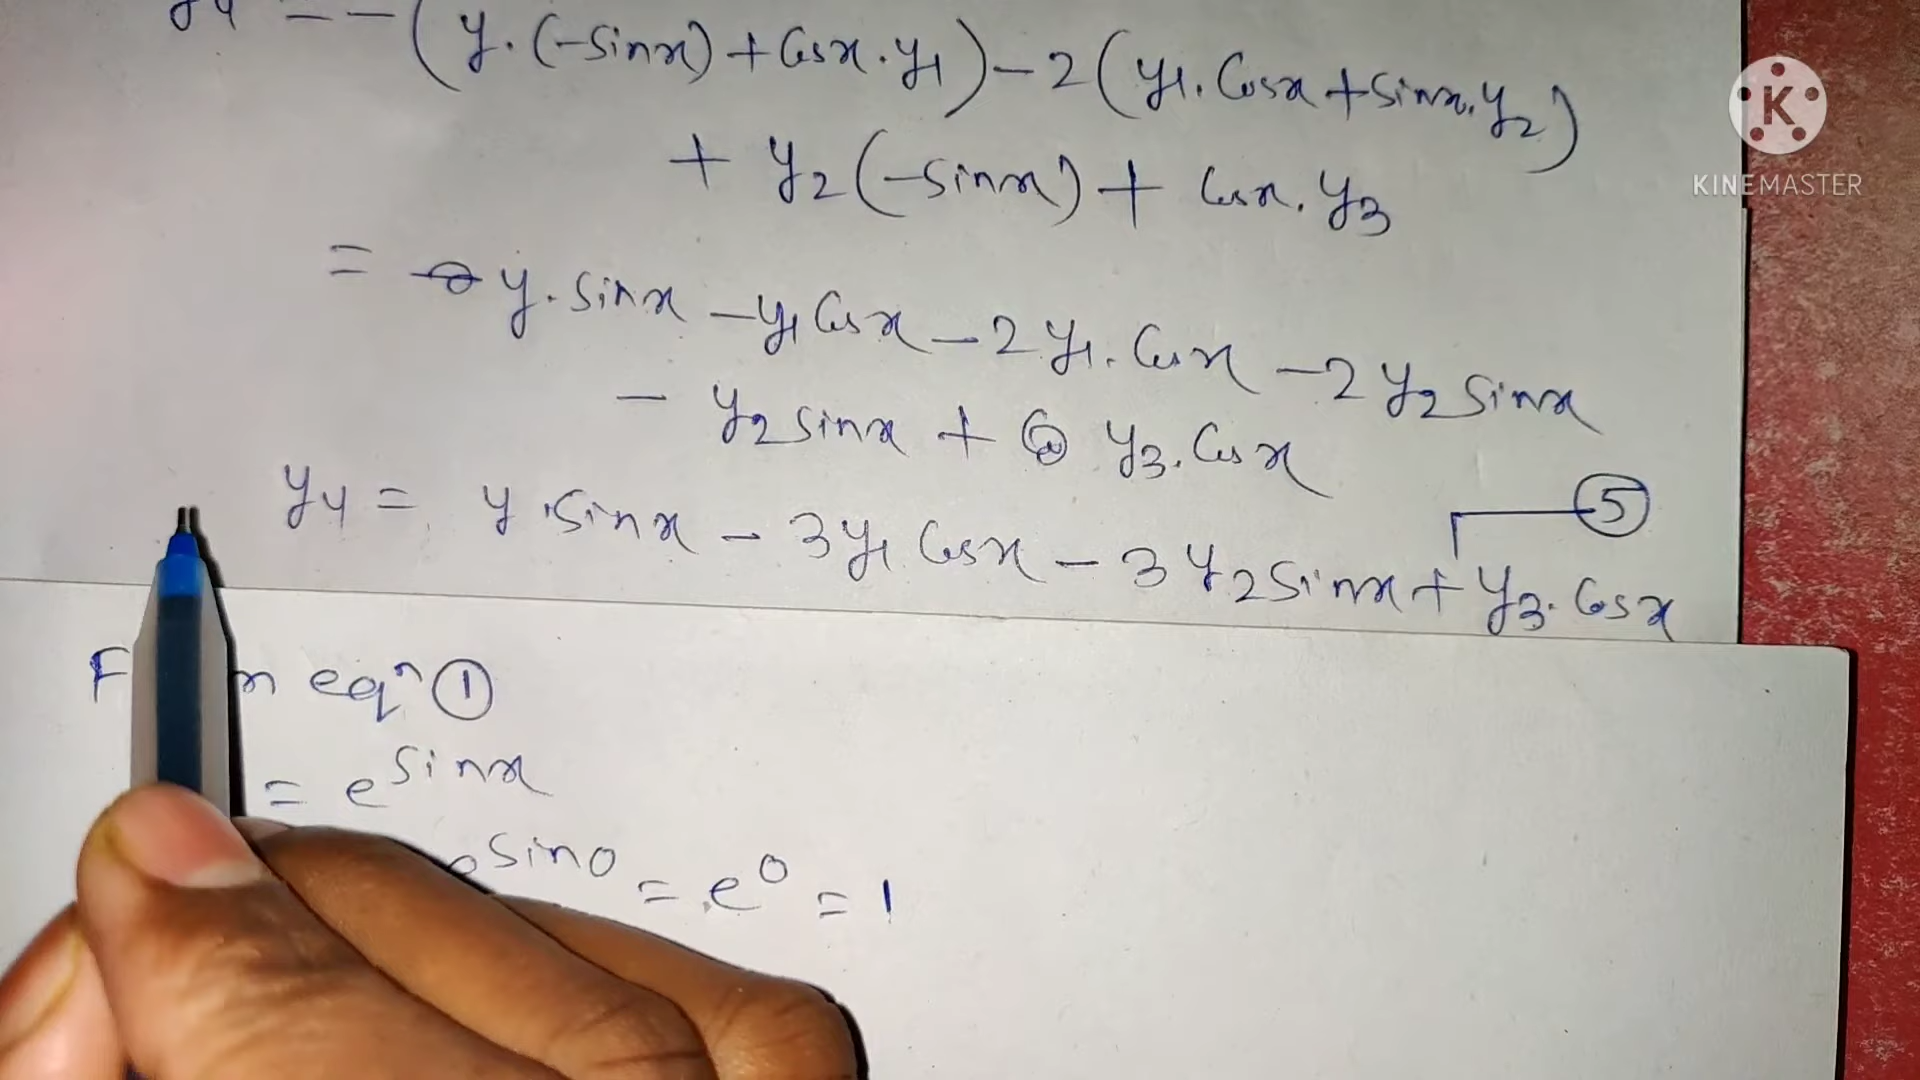 y4 = -(y.(-sinx)+Cosx.y1)-2(y1.Cosx+sinx.y2)
+ y2(-sinx)+ Cosx.y3
= y.sinx -y1Cosx -2y1.Cosx -2y2sinx
- y2sinx + y3.Cosx
y4 = y.sinx - 3y1Cosx - 3y2sinx + y3.Cosx
⑤
eqn ①
= e^sinx
sin0 = e^0 = 1
K
KINEMASTER